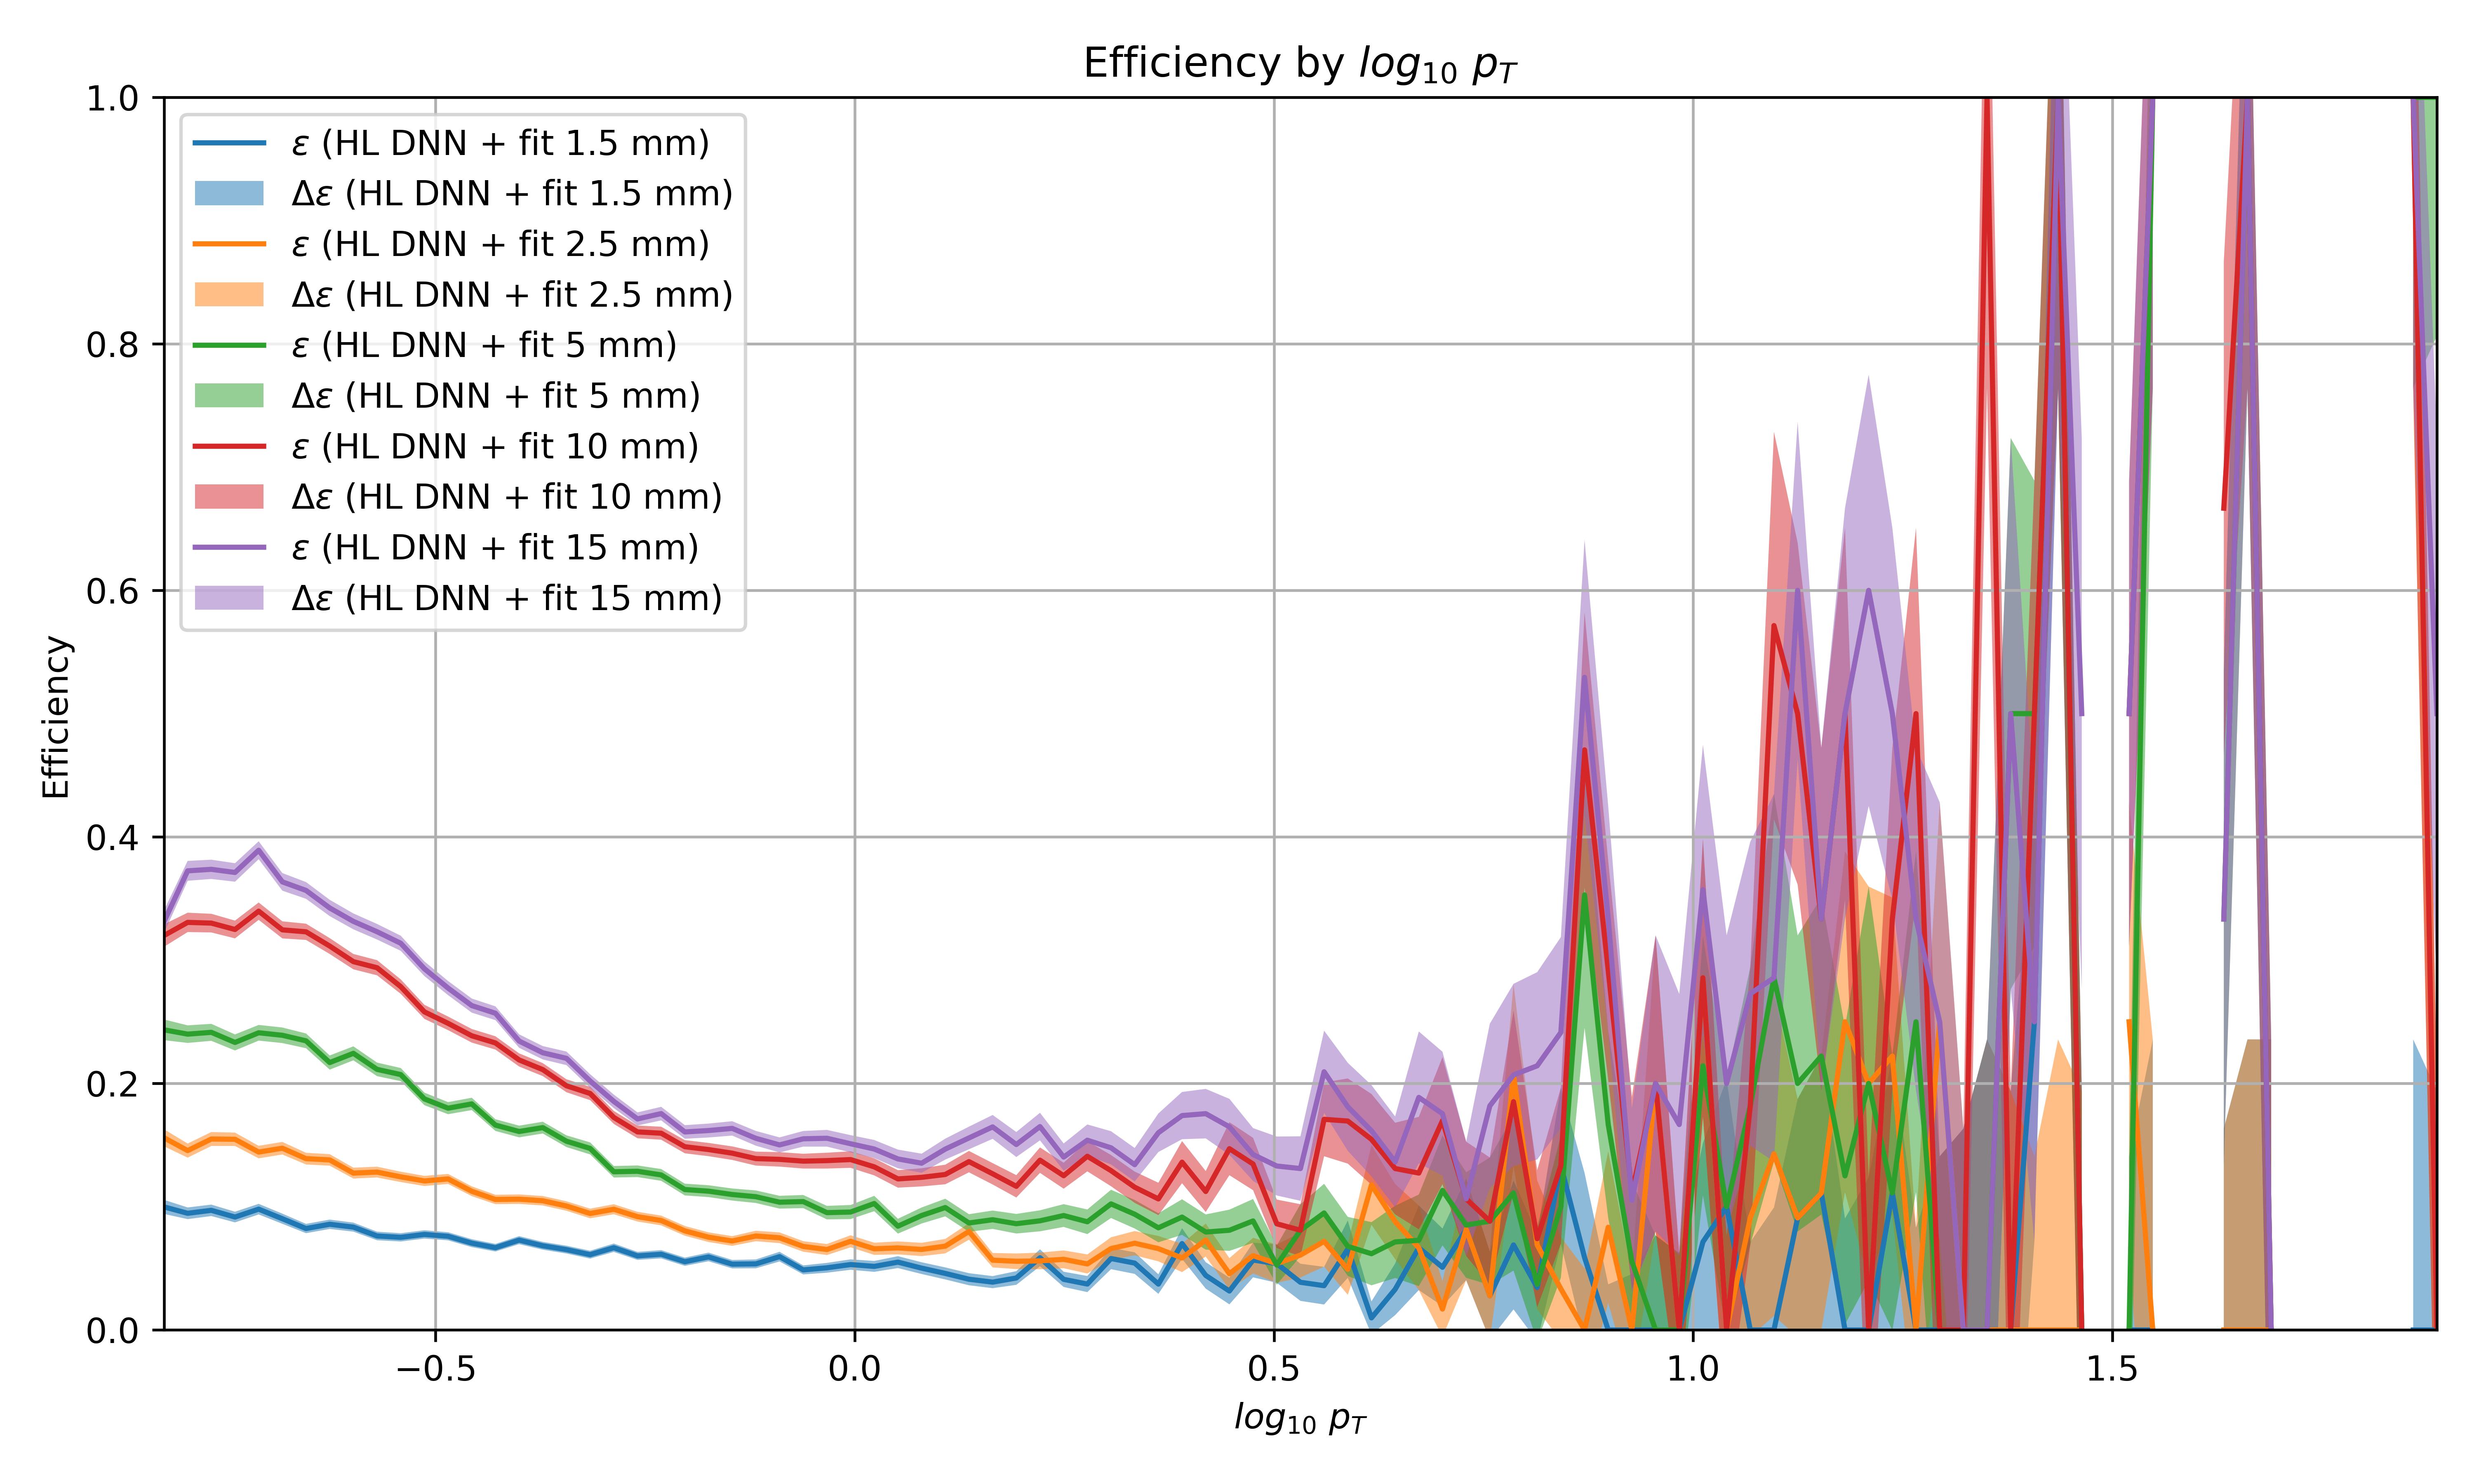 Efficiency by log₁₀ p_T
1.0
0.8
0.6
0.4
0.2
0.0
Efficiency
ε (HL DNN + fit 1.5 mm)
Δε (HL DNN + fit 1.5 mm)
ε (HL DNN + fit 2.5 mm)
Δε (HL DNN + fit 2.5 mm)
ε (HL DNN + fit 5 mm)
Δε (HL DNN + fit 5 mm)
ε (HL DNN + fit 10 mm)
Δε (HL DNN + fit 10 mm)
ε (HL DNN + fit 15 mm)
Δε (HL DNN + fit 15 mm)
−0.5 0.0 0.5 1.0 1.5
log₁₀ p_T